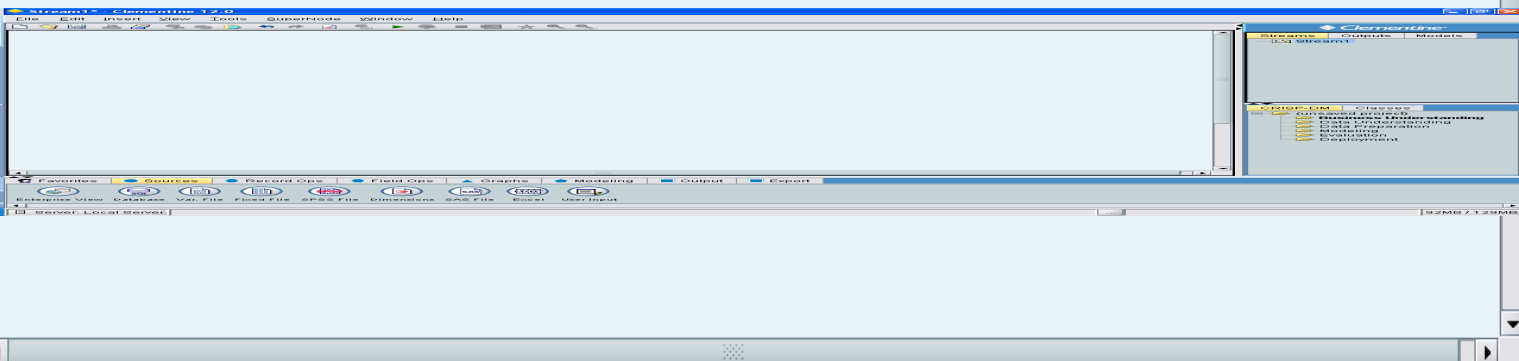 Stream1* - Clementine 12.0
File Edit Insert View Tools SuperNode Window Help
Clementine
Streams Outputs Models
Stream1
CRISP-DM Classes
(unsaved project)
Business Understanding
Data Understanding
Data Preparation
Modeling
Evaluation
Deployment
Favorites Sources Record Ops Field Ops Graphs Modeling Output Export
SQL SAS
Enterprise View Database Var. File Fixed File SPSS File Dimensions SAS File Excel User Input
Server: Local Server 92MB / 129MB